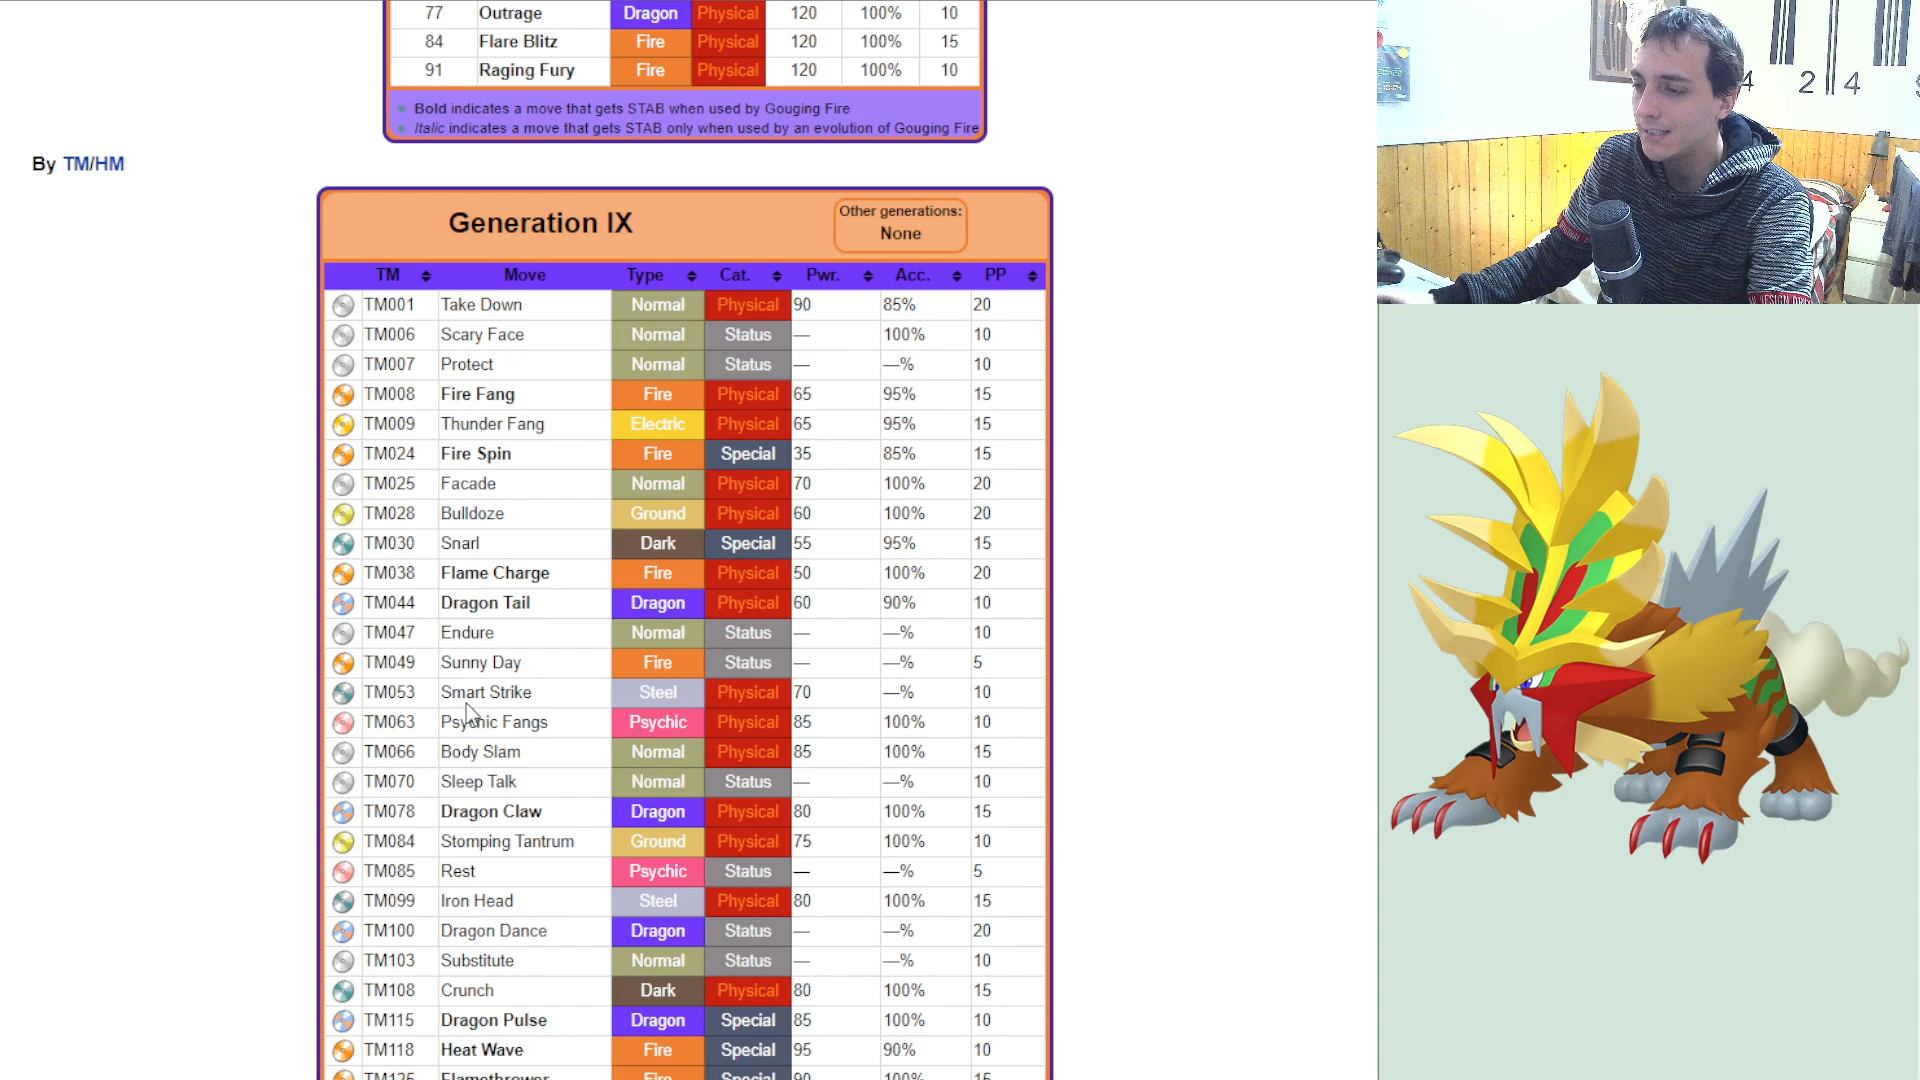 77 Outrage Dragon Physical 120 100% 10
84 Flare Blitz Fire Physical 120 100% 15
91 Raging Fury Fire Physical 120 100% 10
Bold indicates a move that gets STAB when used by Gouging Fire
Italic indicates a move that gets STAB only when used by an evolution of Gouging Fire
By TM/HM
Generation IX
Other generations:
None
TM Move Type Cat. Pwr. Acc. PP
TM001 Take Down Normal Physical 90 85% 20
TM006 Scary Face Normal Status — 100% 10
TM007 Protect Normal Status — —% 10
TM008 Fire Fang Fire Physical 65 95% 15
TM009 Thunder Fang Electric Physical 65 95% 15
TM024 Fire Spin Fire Special 35 85% 15
TM025 Facade Normal Physical 70 100% 20
TM028 Bulldoze Ground Physical 60 100% 20
TM030 Snarl Dark Special 55 95% 15
TM038 Flame Charge Fire Physical 50 100% 20
TM044 Dragon Tail Dragon Physical 60 90% 10
TM047 Endure Normal Status — —% 10
TM049 Sunny Day Fire Status — —% 5
TM053 Smart Strike Steel Physical 70 —% 10
TM063 Psychic Fangs Psychic Physical 85 100% 10
TM066 Body Slam Normal Physical 85 100% 15
TM070 Sleep Talk Normal Status — —% 10
TM078 Dragon Claw Dragon Physical 80 100% 15
TM084 Stomping Tantrum Ground Physical 75 100% 10
TM085 Rest Psychic Status — —% 5
TM099 Iron Head Steel Physical 80 100% 15
TM100 Dragon Dance Dragon Status — —% 20
TM103 Substitute Normal Status — —% 10
TM108 Crunch Dark Physical 80 100% 15
TM115 Dragon Pulse Dragon Special 85 100% 10
TM118 Heat Wave Fire Special 95 90% 10
TM125 Flamethrower Fire Special 90 100% 15
4 2 4